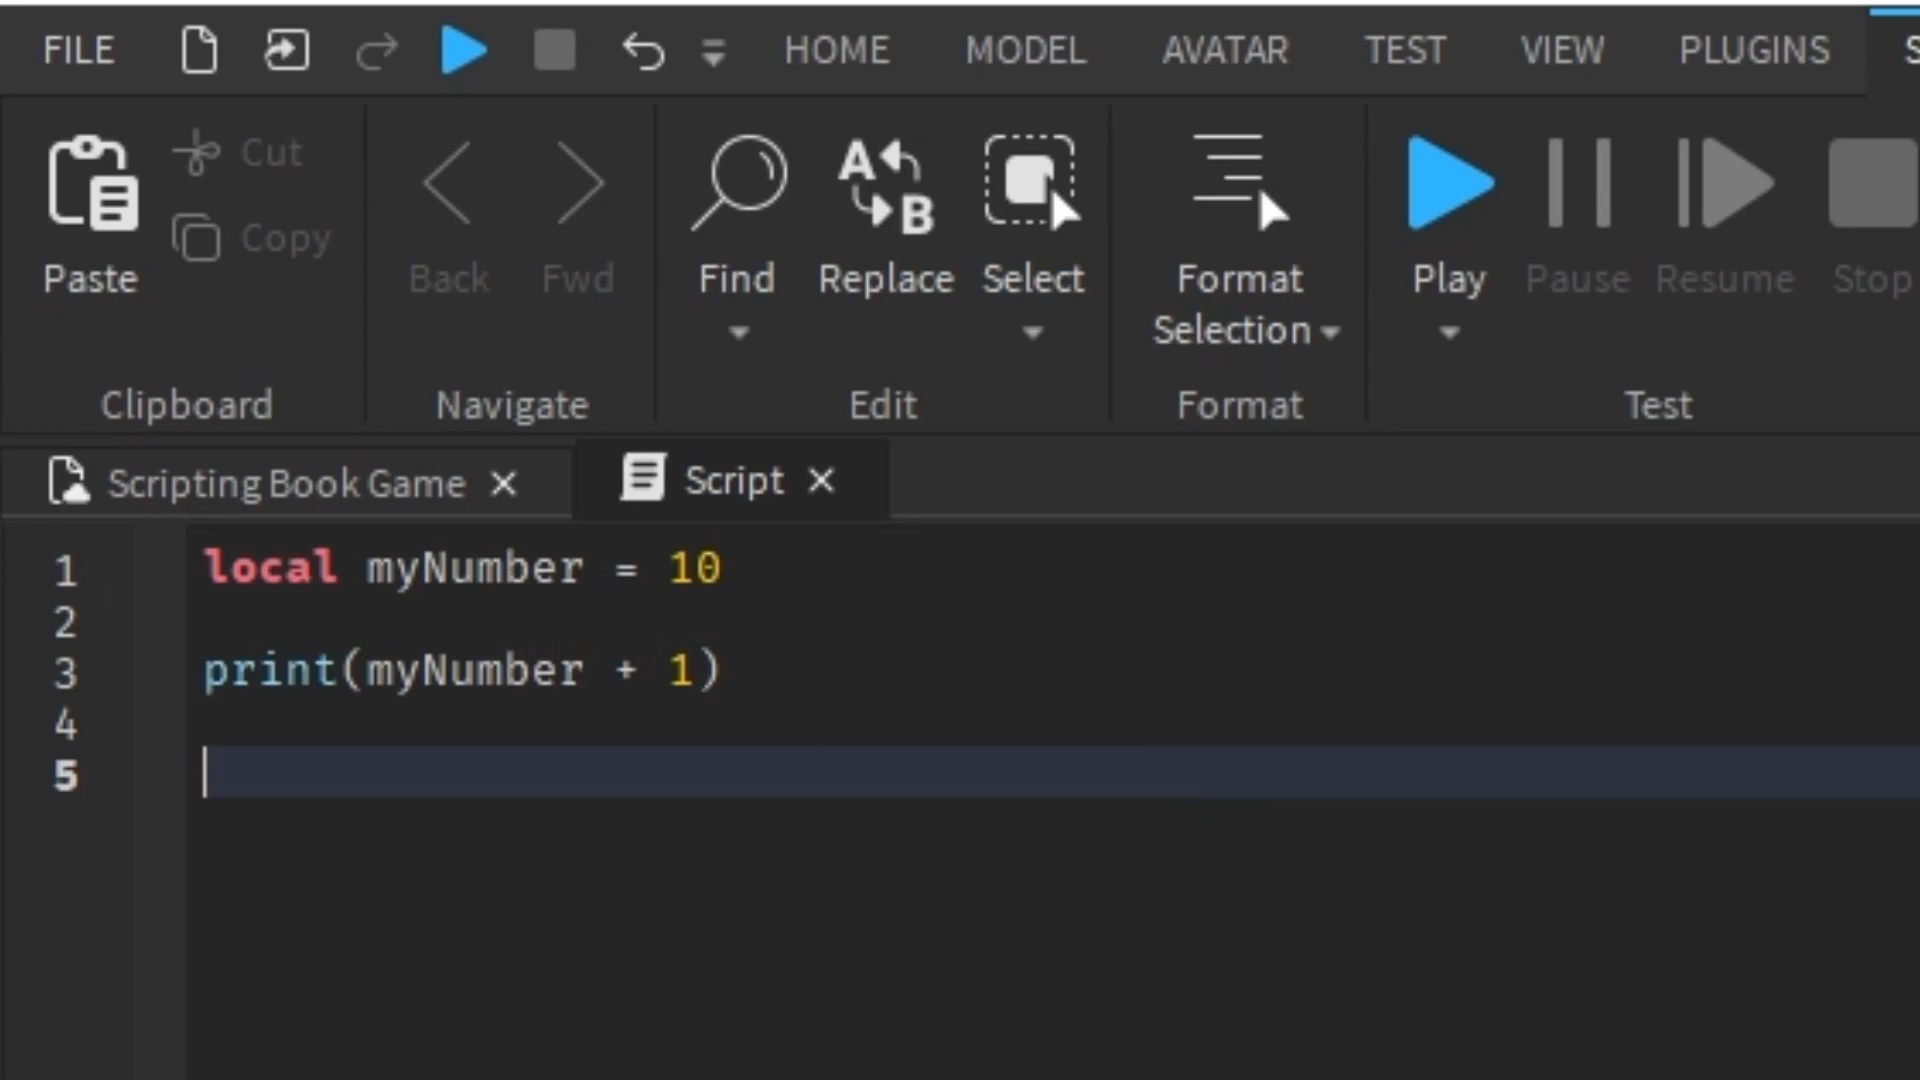 FILE HOME MODEL AVATAR TEST VIEW PLUGINS
Cut
Copy
Paste Back Fwd Find Replace Select Format Selection Play Pause Resume Stop
Clipboard Navigate Edit Format Test
Scripting Book Game Script
1 local myNumber = 10
2
3 print(myNumber + 1)
4
5